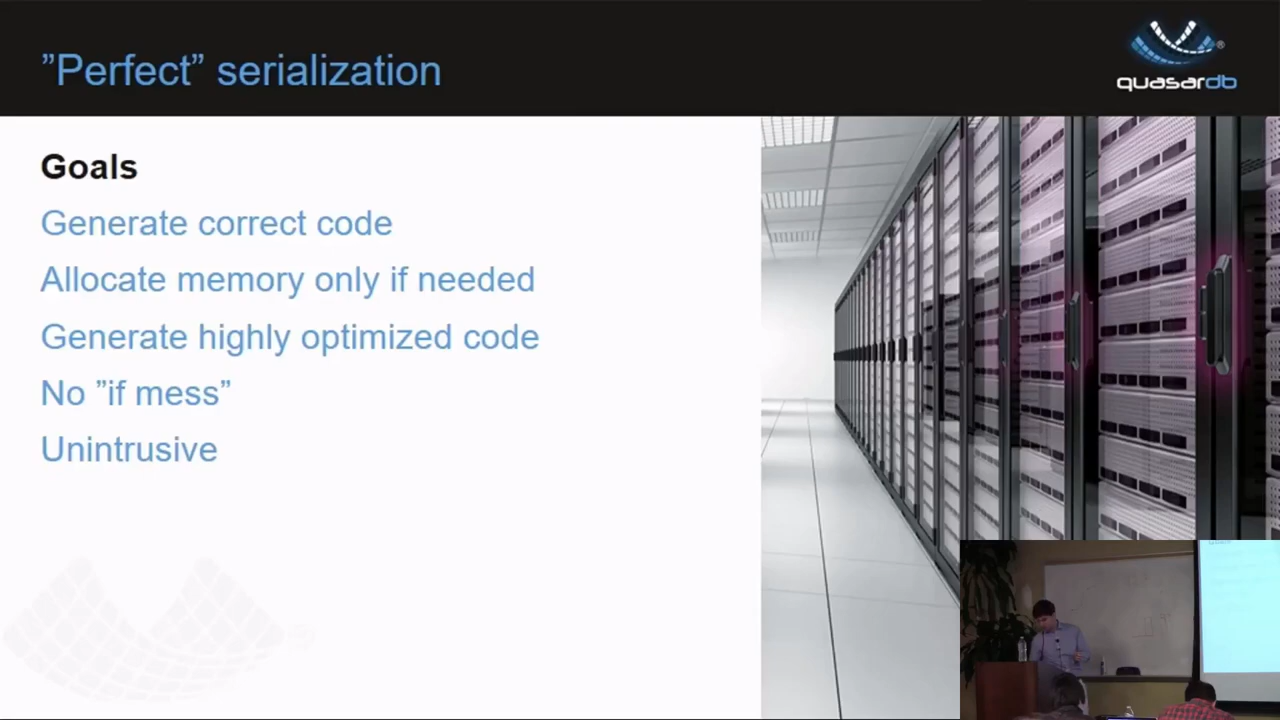 ”Perfect” serialization
quasardb
®
Goals
Generate correct code
Allocate memory only if needed
Generate highly optimized code
No ”if mess”
Unintrusive